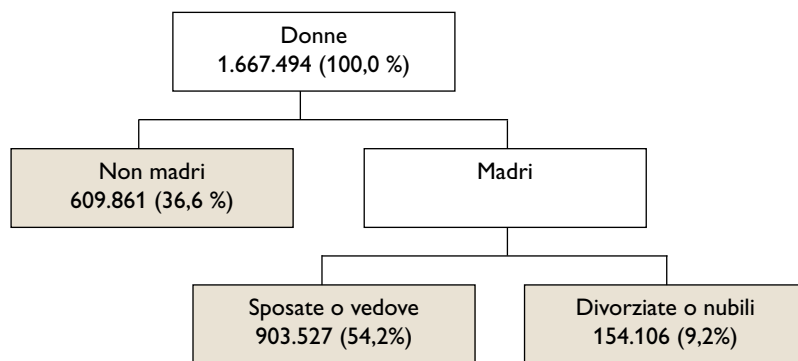 Donne
1.667.494 (100,0 %)
Non madri
609.861 (36,6 %)
Madri
Sposate o vedove
903.527 (54,2%)
Divorziate o nubili
154.106 (9,2%)